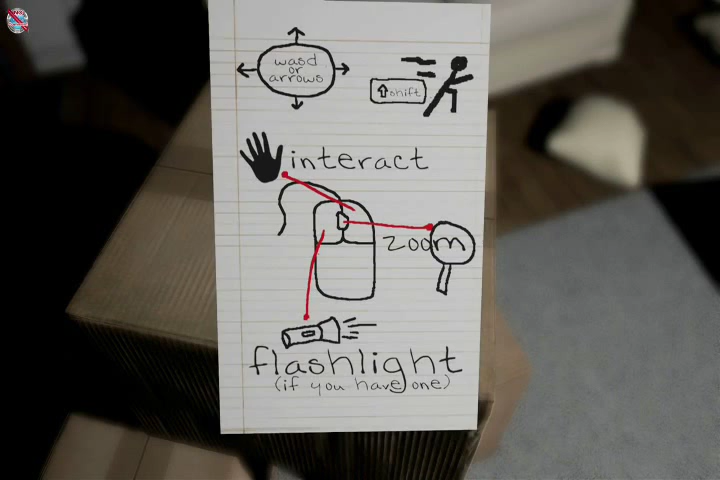 wasd
or
arrows
shift
interact
zoom
flashlight
(if you have one)